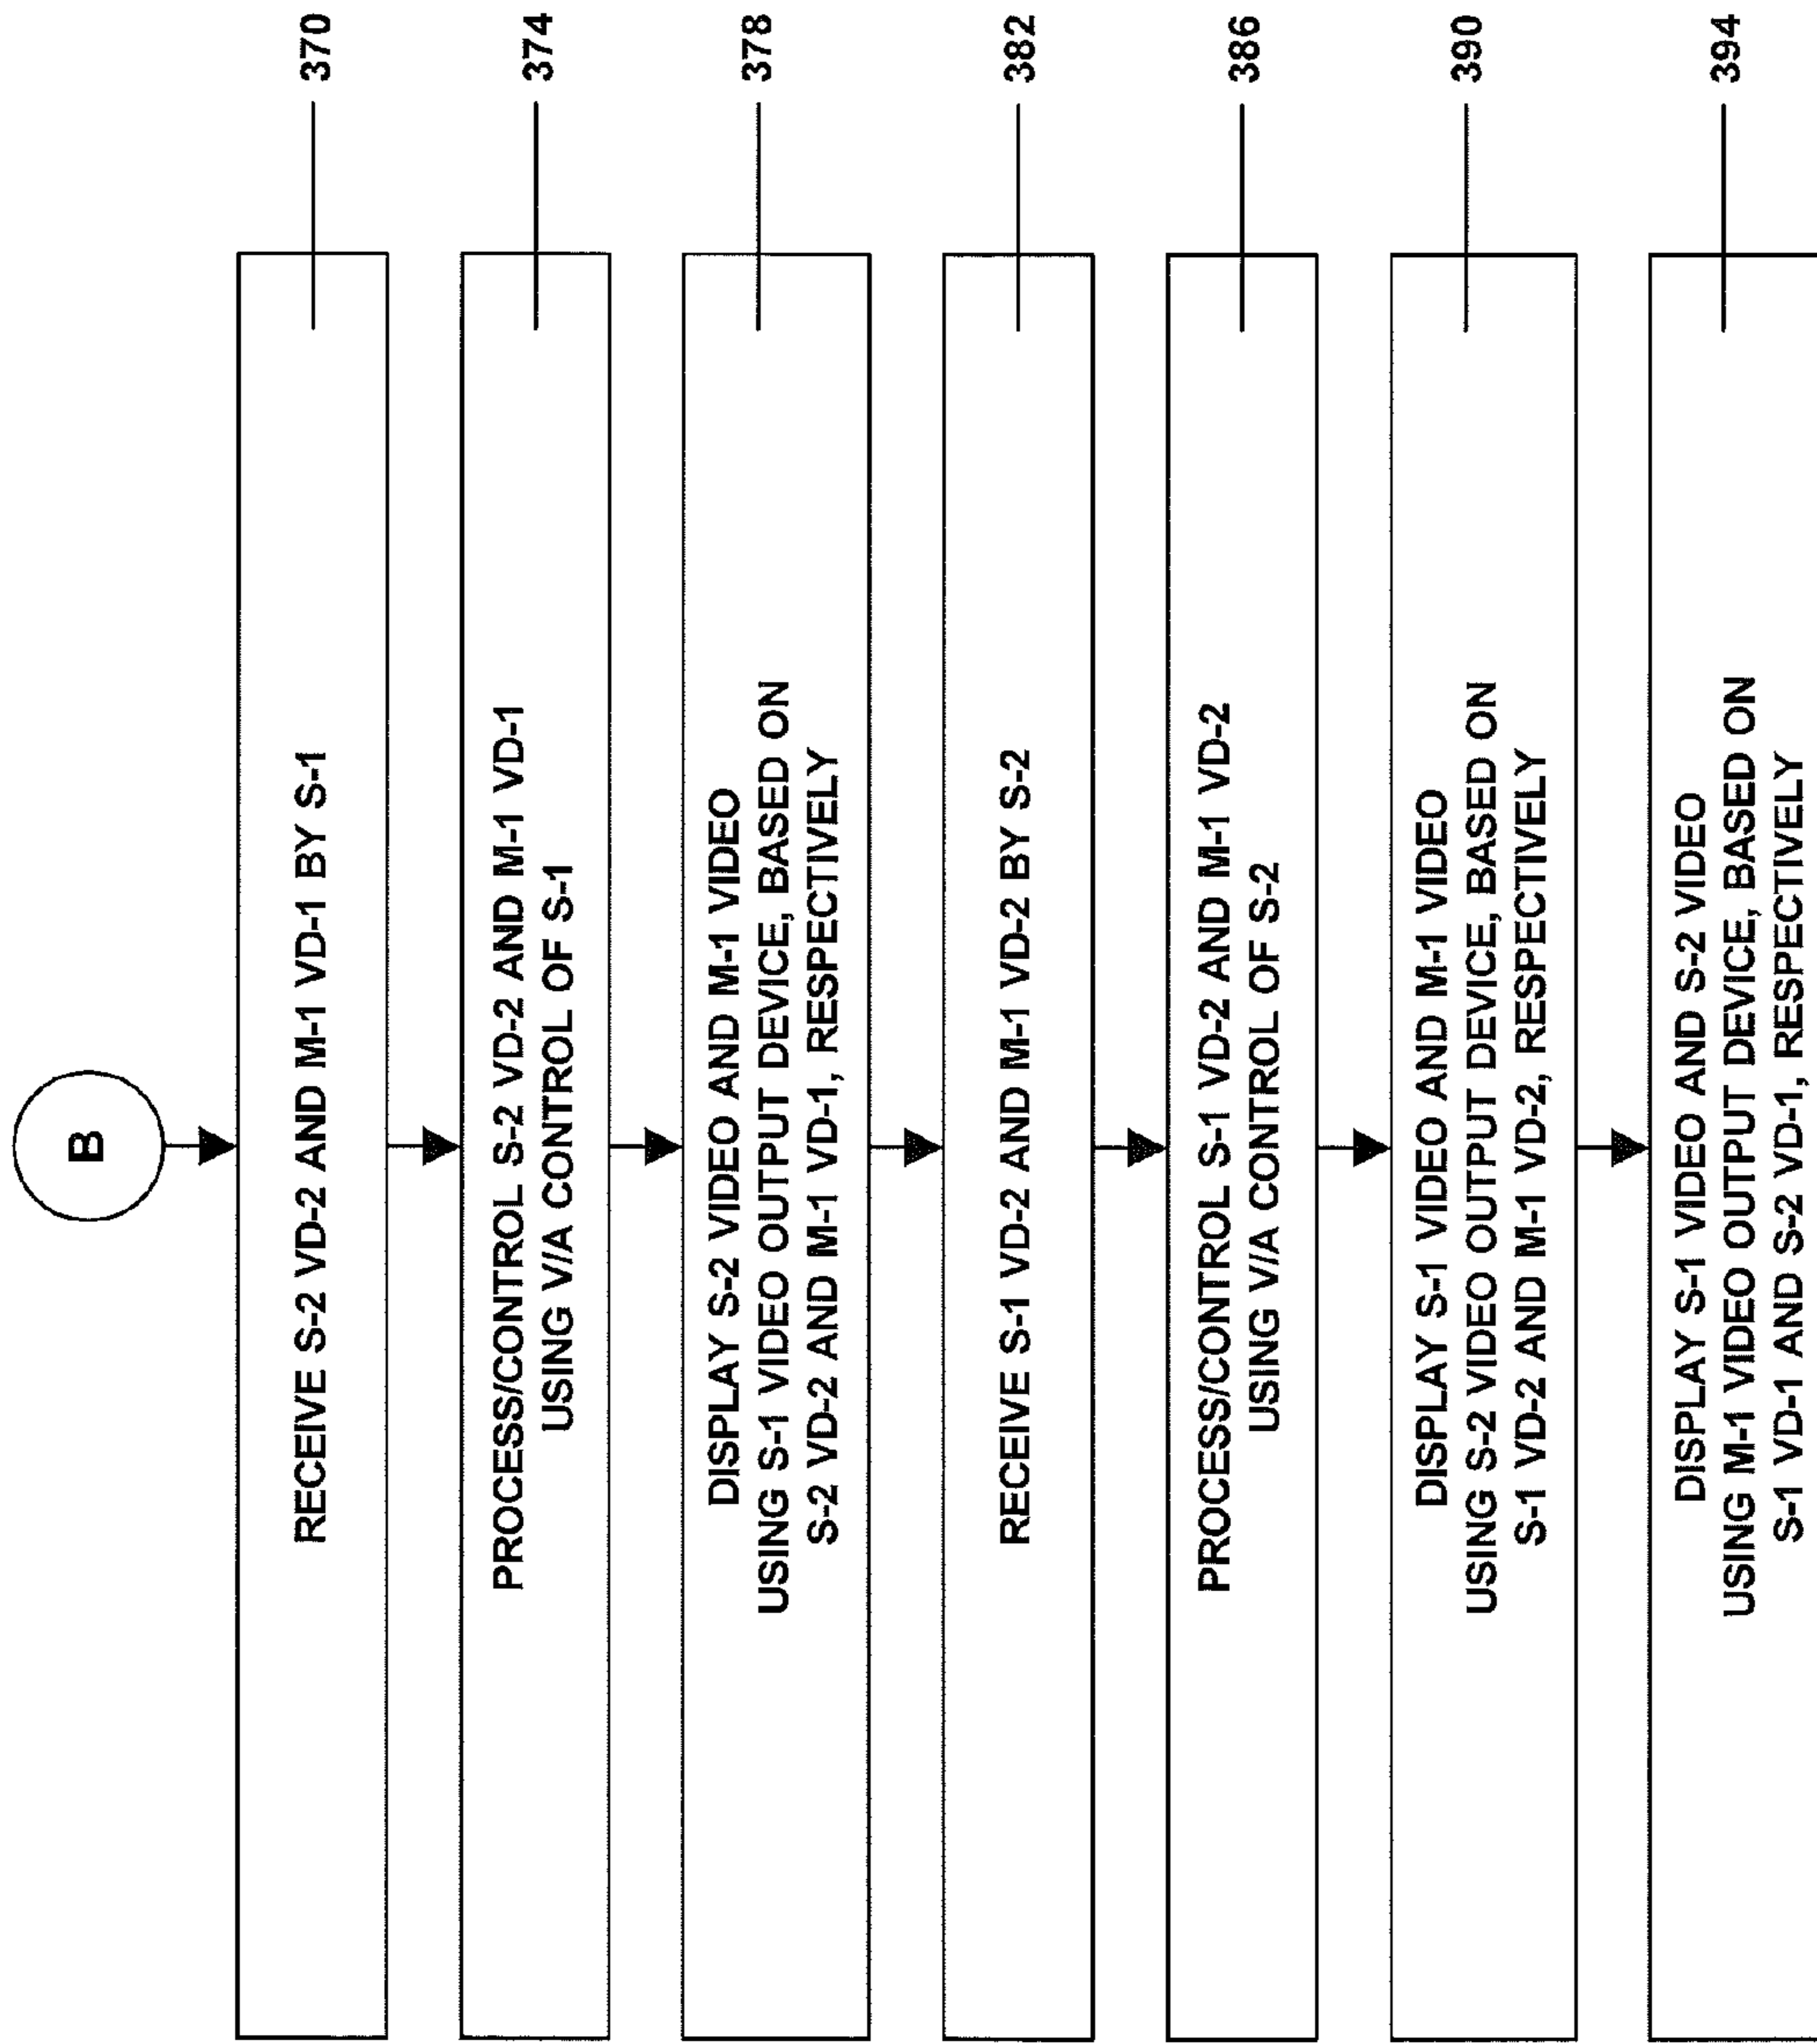 B
RECEIVE S-2 VD-2 AND M-1 VD-1 BY S-1
370
PROCESS/CONTROL S-2 VD-2 AND M-1 VD-1
USING V/A CONTROL OF S-1
374
DISPLAY S-2 VIDEO AND M-1 VIDEO
USING S-1 VIDEO OUTPUT DEVICE, BASED ON
S-2 VD-2 AND M-1 VD-1, RESPECTIVELY
378
RECEIVE S-1 VD-2 AND M-1 VD-2 BY S-2
382
PROCESS/CONTROL S-1 VD-2 AND M-1 VD-2
USING V/A CONTROL OF S-2
386
DISPLAY S-1 VIDEO AND M-1 VIDEO
USING S-2 VIDEO OUTPUT DEVICE, BASED ON
S-1 VD-2 AND M-1 VD-2, RESPECTIVELY
390
DISPLAY S-1 VIDEO AND S-2 VIDEO
USING M-1 VIDEO OUTPUT DEVICE, BASED ON
S-1 VD-1 AND S-2 VD-1, RESPECTIVELY
394